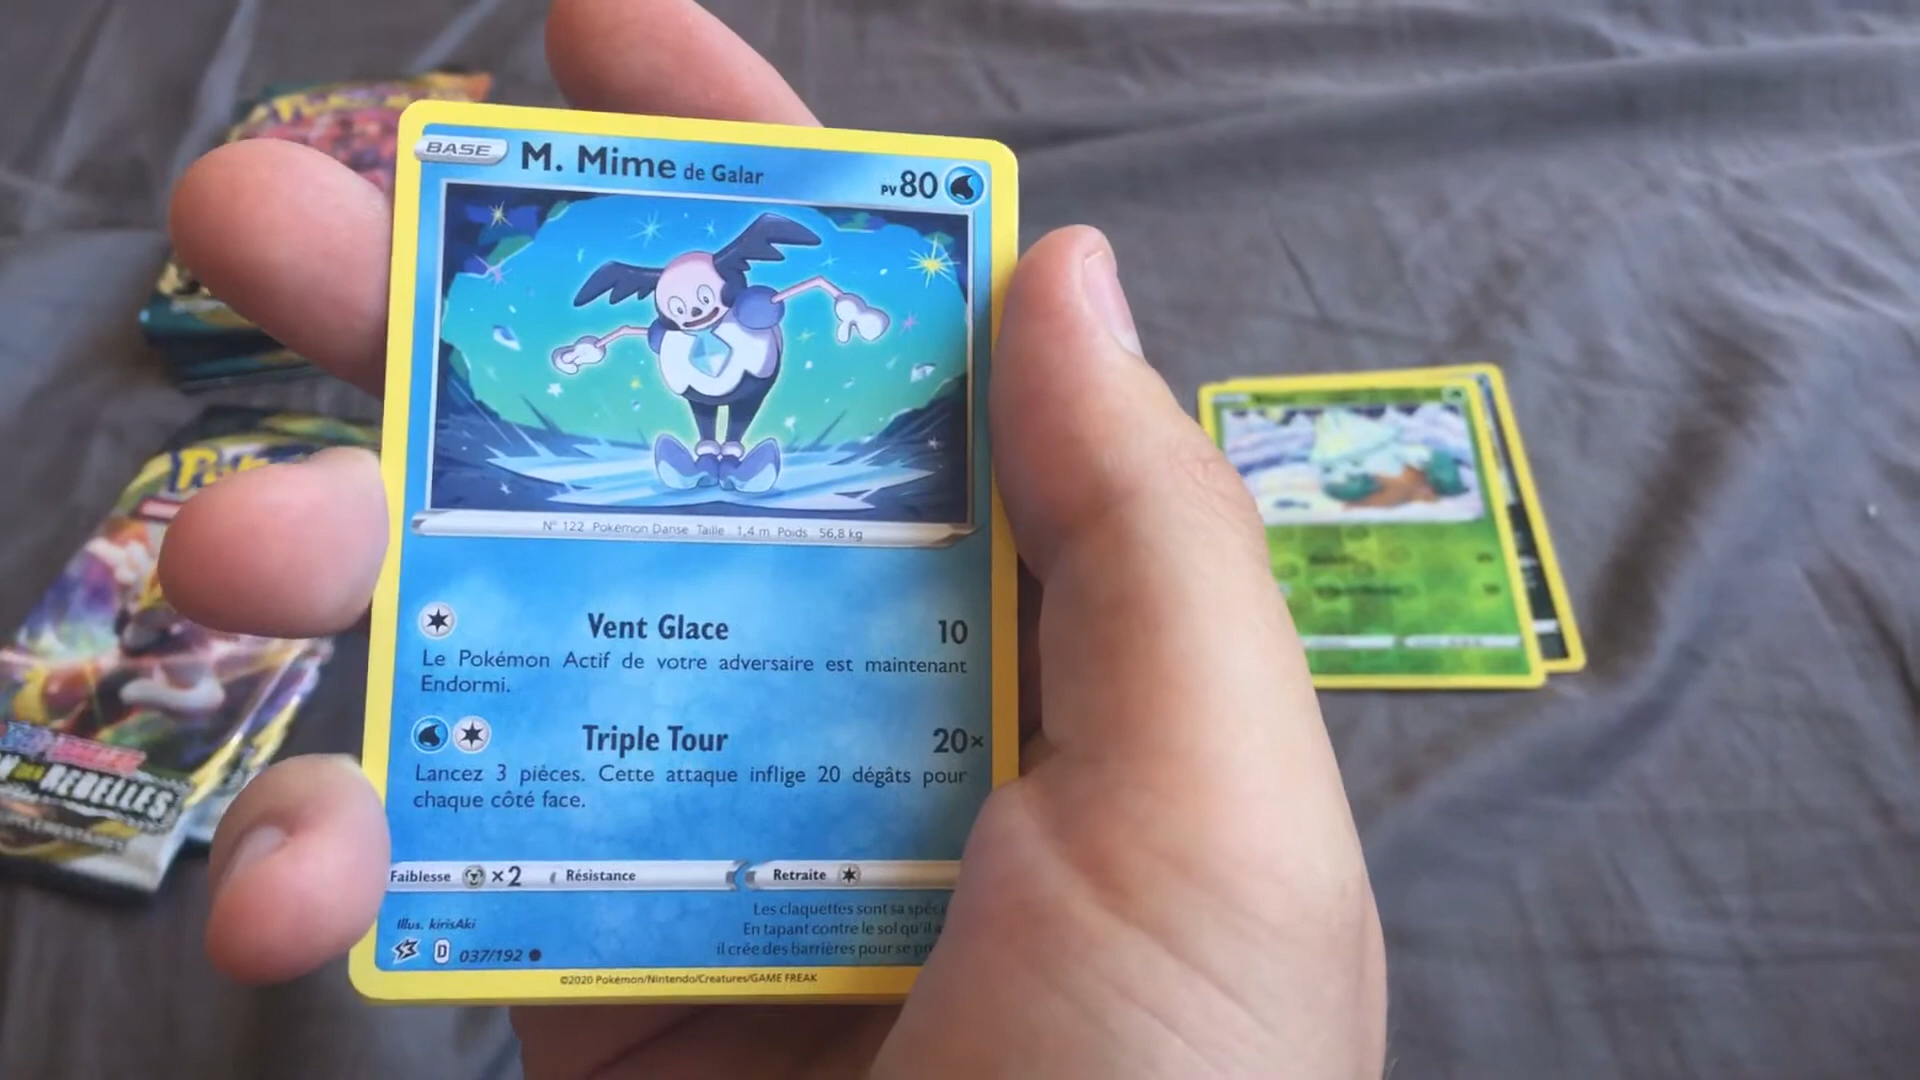 BASE M. Mime de Galar PV 80
N° 122 Pokémon Danse Taille : 1,4 m Poids : 56,8 kg
Vent Glace 10
Le Pokémon Actif de votre adversaire est maintenant
Endormi.
Triple Tour 20×
Lancez 3 pièces. Cette attaque inflige 20 dégâts pour
chaque côté face.
Faiblesse ×2 Résistance Retraite
Les claquettes sont sa
En tapant contre le sol qu'il
il crée des barrières pour se
Illus. kirisAki
D 037/192
©2020 Pokémon/Nintendo/Creatures/GAME FREAK
REBELLES